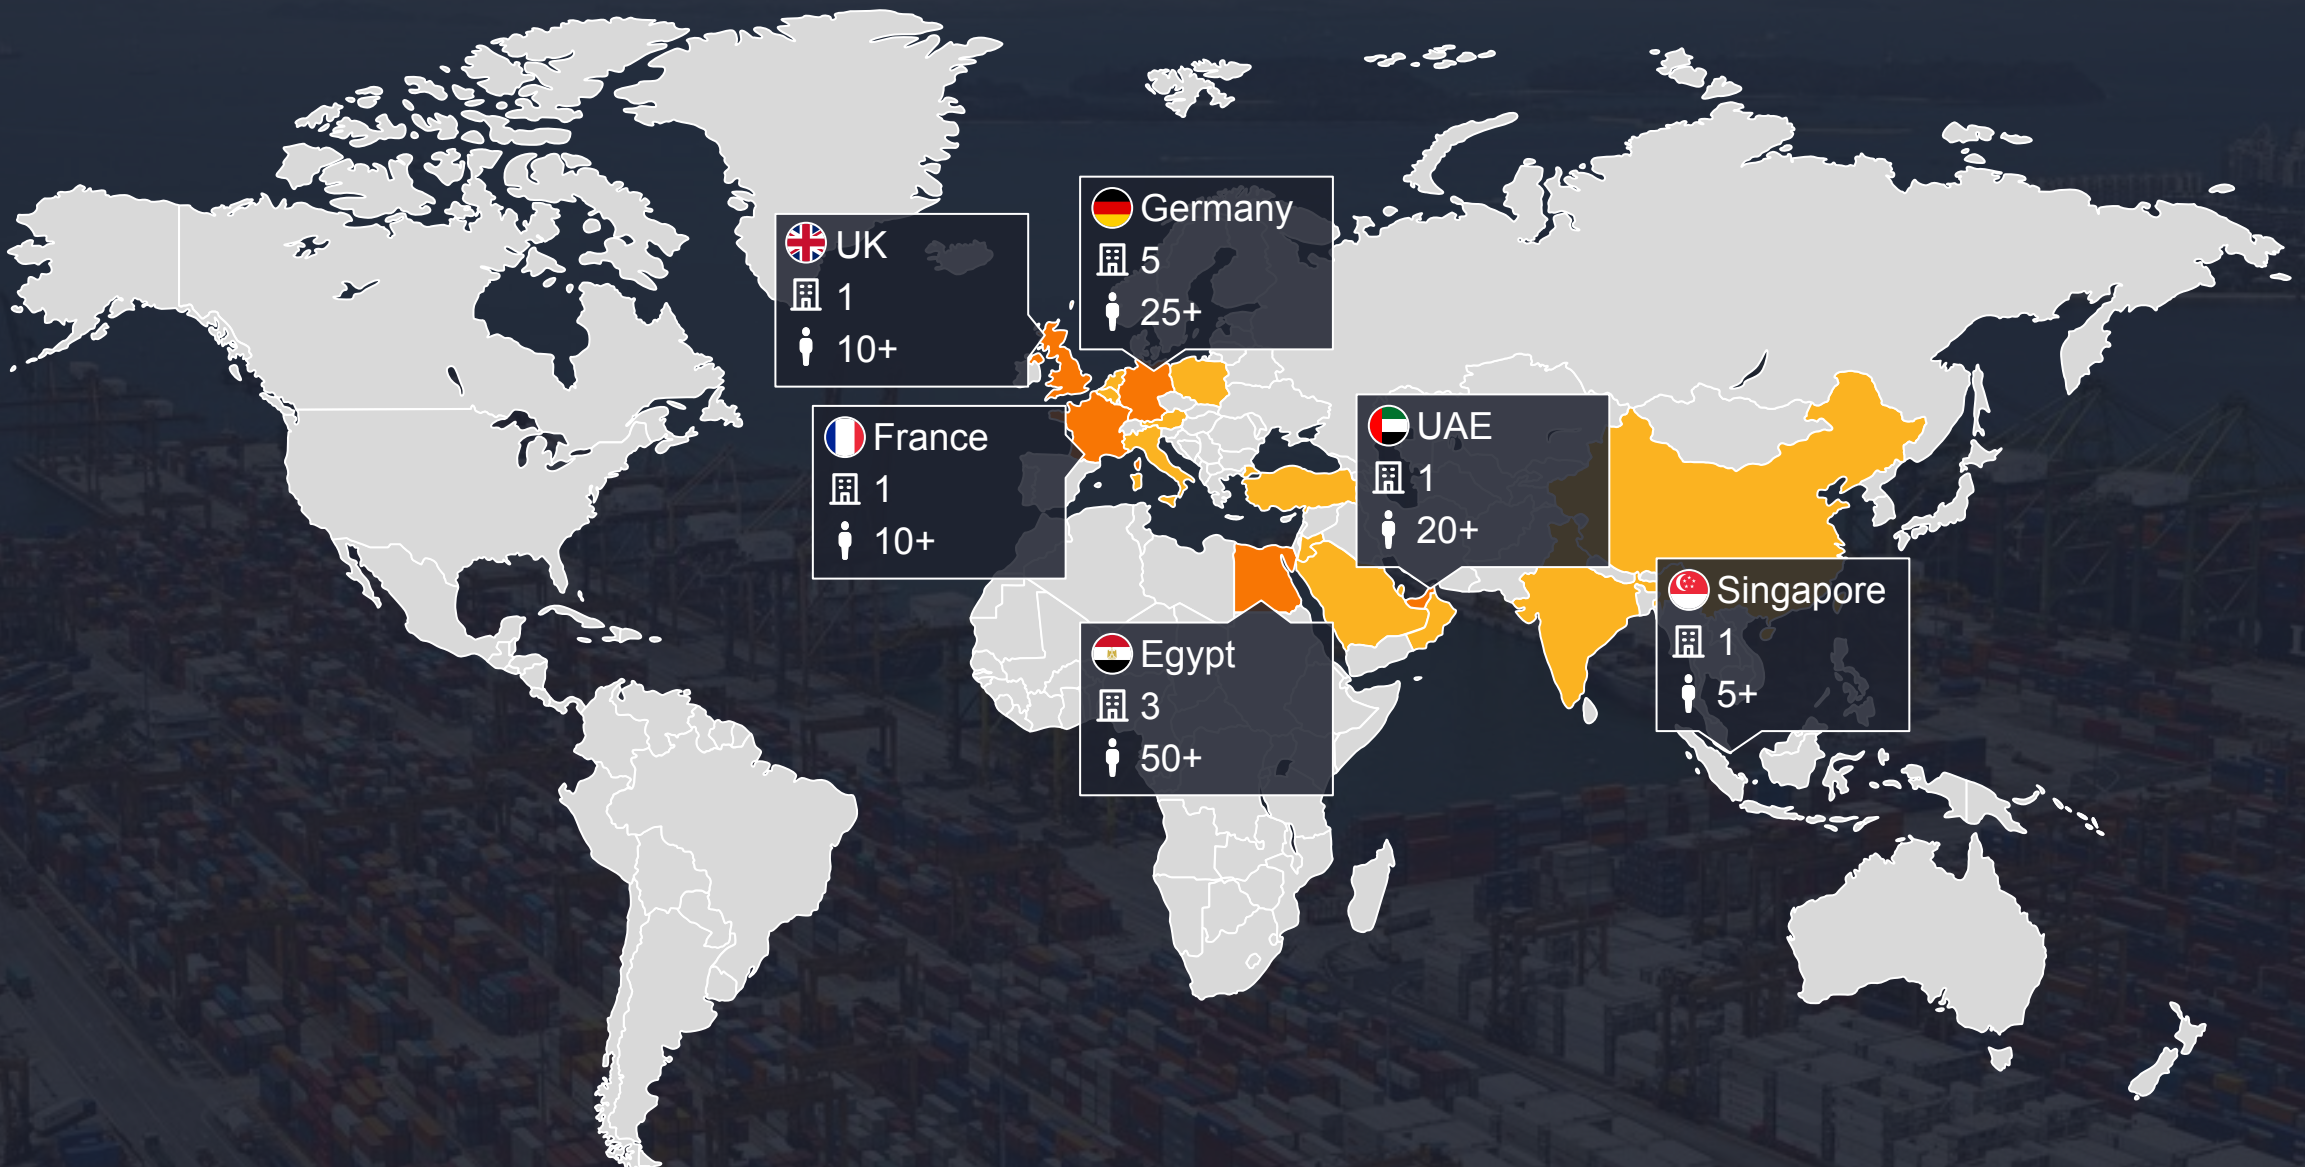 UK
1
10+
Germany
5
25+
France
1
10+
UAE
1
20+
Egypt
3
50+
Singapore
1
5+